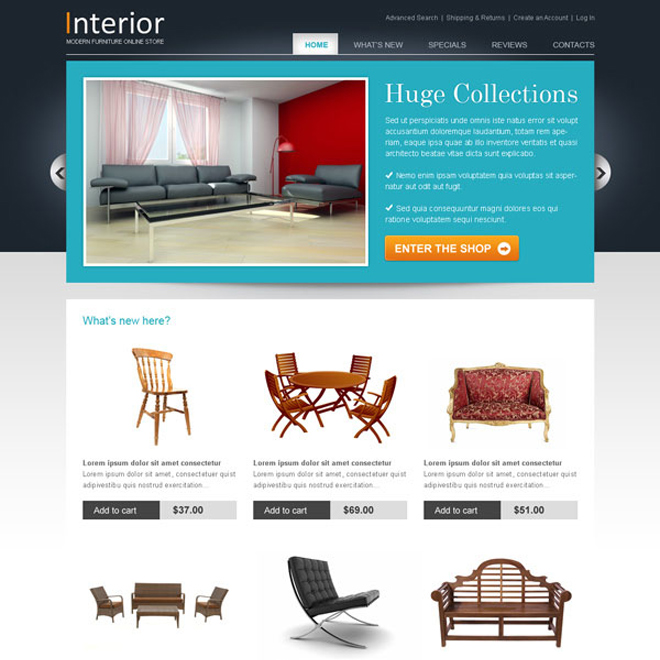 Interior
MODERN FURNITURE ONLINE STORE
Advanced Search | Shipping & Returns | Create an Account | Log In
HOME WHAT'S NEW SPECIALS REVIEWS CONTACTS
Huge Collections
Sed ut perspiciatis unde omnis iste natus error sit volupt
accusantium doloremque laudantium, totam rem ape-
riam, eaque ipsa quae ab illo inventore veritatis et quasi
architecto beatae vitae dicta sunt explicabo.
Nemo enim ipsam voluptatem quia voluptas sit asper-
natur aut odit aut fugit.
Sed quia consequuntur magni dolores eos qui
ratione voluptatem sequi nesciunt.
ENTER THE SHOP
What's new here?
Lorem ipsum dolor sit amet consectetur
Lorem ipsum dolor sit amet consectetur
Lorem ipsum dolor sit amet consectetur
Lorem ipsum dolor sit amet, consectetuer quist
adipivestibu quis nostrud exercitation...
Lorem ipsum dolor sit amet, consectetuer quist
adipivestibu quis nostrud exercitation...
Lorem ipsum dolor sit amet, consectetuer quist
adipivestibu quis nostrud exercitation...
Add to cart $37.00
Add to cart $69.00
Add to cart $51.00